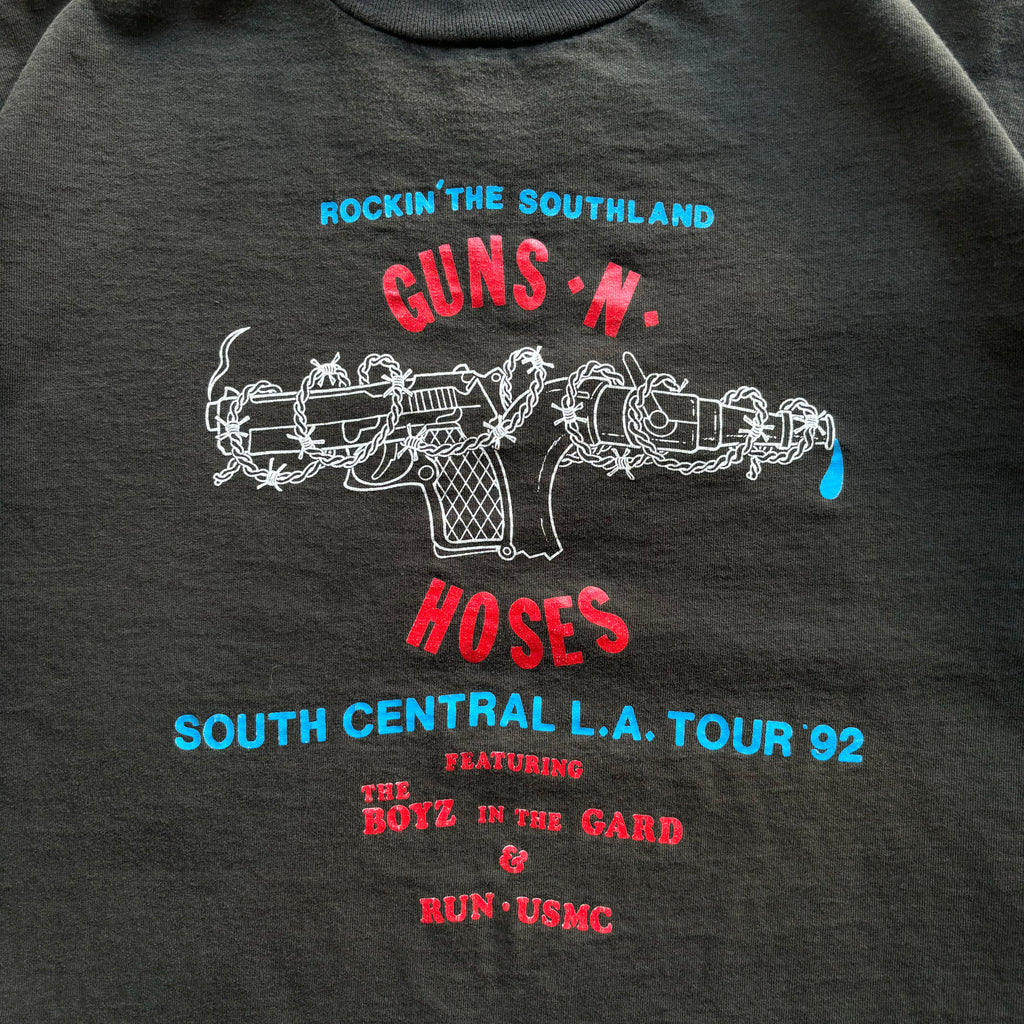 ROCKIN' THE SOUTHLAND
GUNS ·N·
HOSES
SOUTH CENTRAL L.A. TOUR '92
FEATURING
THE
BOYZ IN THE GARD
&
RUN·USMC